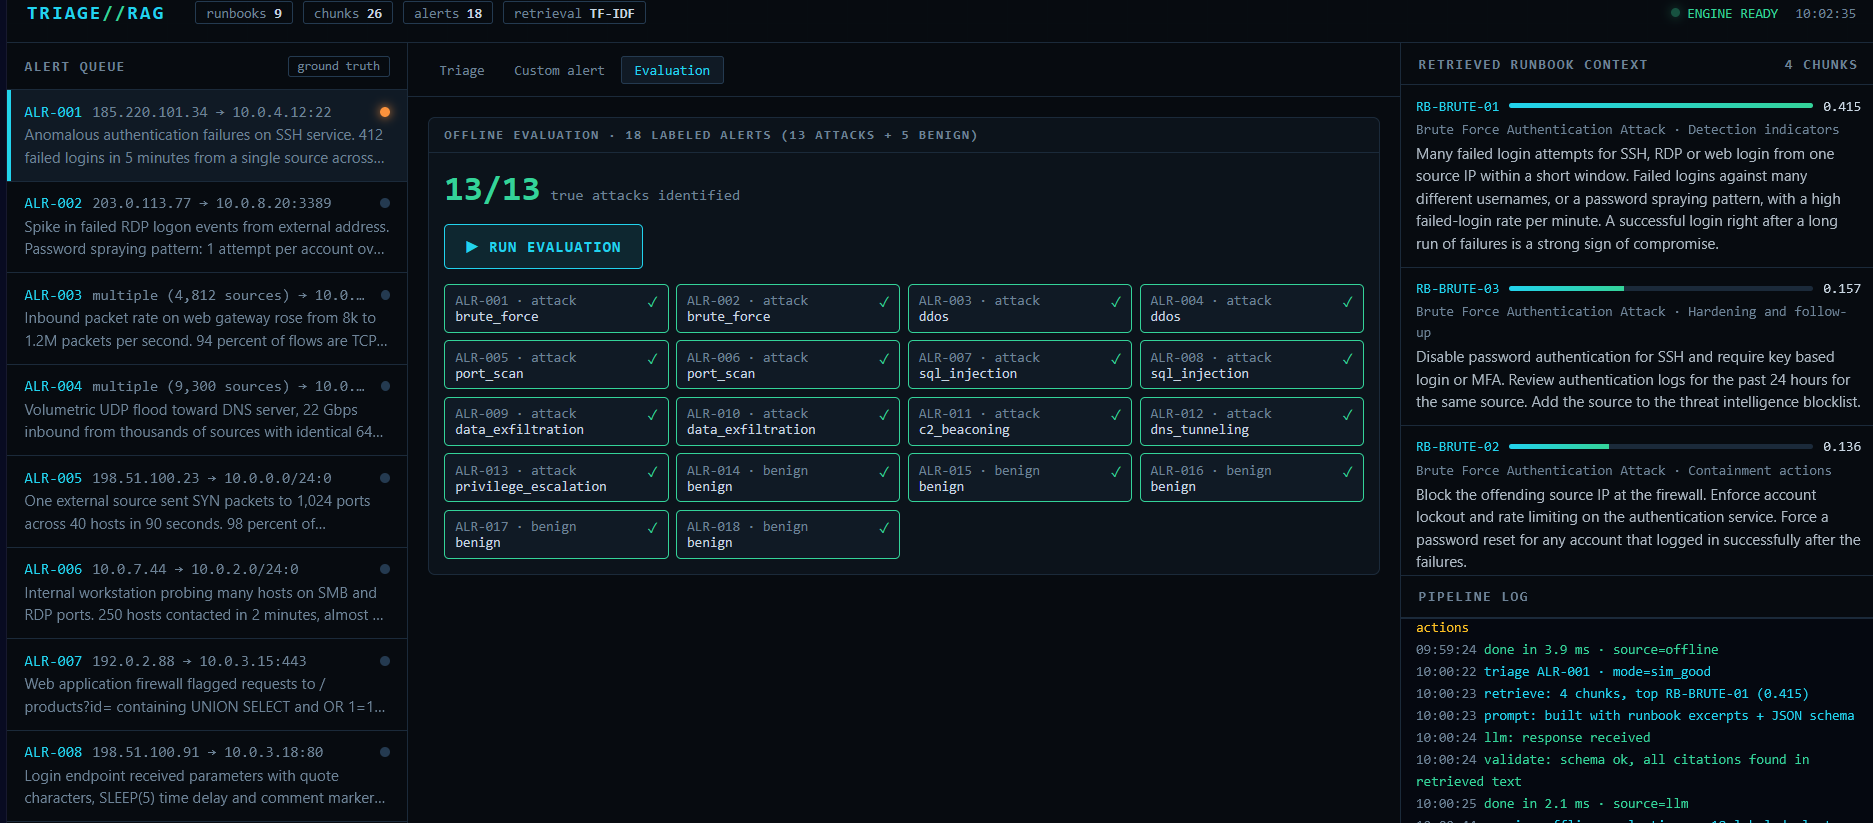 TRIAGE//RAG
runbooks 9
chunks 26
alerts 18
retrieval TF-IDF
ENGINE READY 10:02:35
ALERT QUEUE
ground truth
ALR-001 185.220.101.34 → 10.0.4.12:22
Anomalous authentication failures on SSH service. 412
failed logins in 5 minutes from a single source across...
ALR-002 203.0.113.77 → 10.0.8.20:3389
Spike in failed RDP logon events from external address.
Password spraying pattern: 1 attempt per account ov...
ALR-003 multiple (4,812 sources) → 10.0.…
Inbound packet rate on web gateway rose from 8k to
1.2M packets per second. 94 percent of flows are TCP...
ALR-004 multiple (9,300 sources) → 10.0.…
Volumetric UDP flood toward DNS server, 22 Gbps
inbound from thousands of sources with identical 64...
ALR-005 198.51.100.23 → 10.0.0.0/24:0
One external source sent SYN packets to 1,024 ports
across 40 hosts in 90 seconds. 98 percent of...
ALR-006 10.0.7.44 → 10.0.2.0/24:0
Internal workstation probing many hosts on SMB and
RDP ports. 250 hosts contacted in 2 minutes, almost ...
ALR-007 192.0.2.88 → 10.0.3.15:443
Web application firewall flagged requests to /
products?id= containing UNION SELECT and OR 1=1...
ALR-008 198.51.100.91 → 10.0.3.18:80
Login endpoint received parameters with quote
characters, SLEEP(5) time delay and comment marker...
Triage
Custom alert
Evaluation
OFFLINE EVALUATION · 18 LABELED ALERTS (13 ATTACKS + 5 BENIGN)
13/13 true attacks identified
▶ RUN EVALUATION
ALR-001 · attack ✓
brute_force
ALR-002 · attack ✓
brute_force
ALR-003 · attack ✓
ddos
ALR-004 · attack ✓
ddos
ALR-005 · attack ✓
port_scan
ALR-006 · attack ✓
port_scan
ALR-007 · attack ✓
sql_injection
ALR-008 · attack ✓
sql_injection
ALR-009 · attack ✓
data_exfiltration
ALR-010 · attack ✓
data_exfiltration
ALR-011 · attack ✓
c2_beaconing
ALR-012 · attack ✓
dns_tunneling
ALR-013 · attack ✓
privilege_escalation
ALR-014 · benign ✓
benign
ALR-015 · benign ✓
benign
ALR-016 · benign ✓
benign
ALR-017 · benign ✓
benign
ALR-018 · benign ✓
benign
RETRIEVED RUNBOOK CONTEXT 4 CHUNKS
RB-BRUTE-01 0.415
Brute Force Authentication Attack · Detection indicators
Many failed login attempts for SSH, RDP or web login from one
source IP within a short window. Failed logins against many
different usernames, or a password spraying pattern, with a high
failed-login rate per minute. A successful login right after a long
run of failures is a strong sign of compromise.
RB-BRUTE-03 0.157
Brute Force Authentication Attack · Hardening and follow-
up
Disable password authentication for SSH and require key based
login or MFA. Review authentication logs for the past 24 hours for
the same source. Add the source to the threat intelligence blocklist.
RB-BRUTE-02 0.136
Brute Force Authentication Attack · Containment actions
Block the offending source IP at the firewall. Enforce account
lockout and rate limiting on the authentication service. Force a
password reset for any account that logged in successfully after the
failures.
PIPELINE LOG
actions
09:59:24 done in 3.9 ms · source=offline
10:00:22 triage ALR-001 · mode=sim_good
10:00:23 retrieve: 4 chunks, top RB-BRUTE-01 (0.415)
10:00:23 prompt: built with runbook excerpts + JSON schema
10:00:24 llm: response received
10:00:24 validate: schema ok, all citations found in
retrieved text
10:00:25 done in 2.1 ms · source=llm